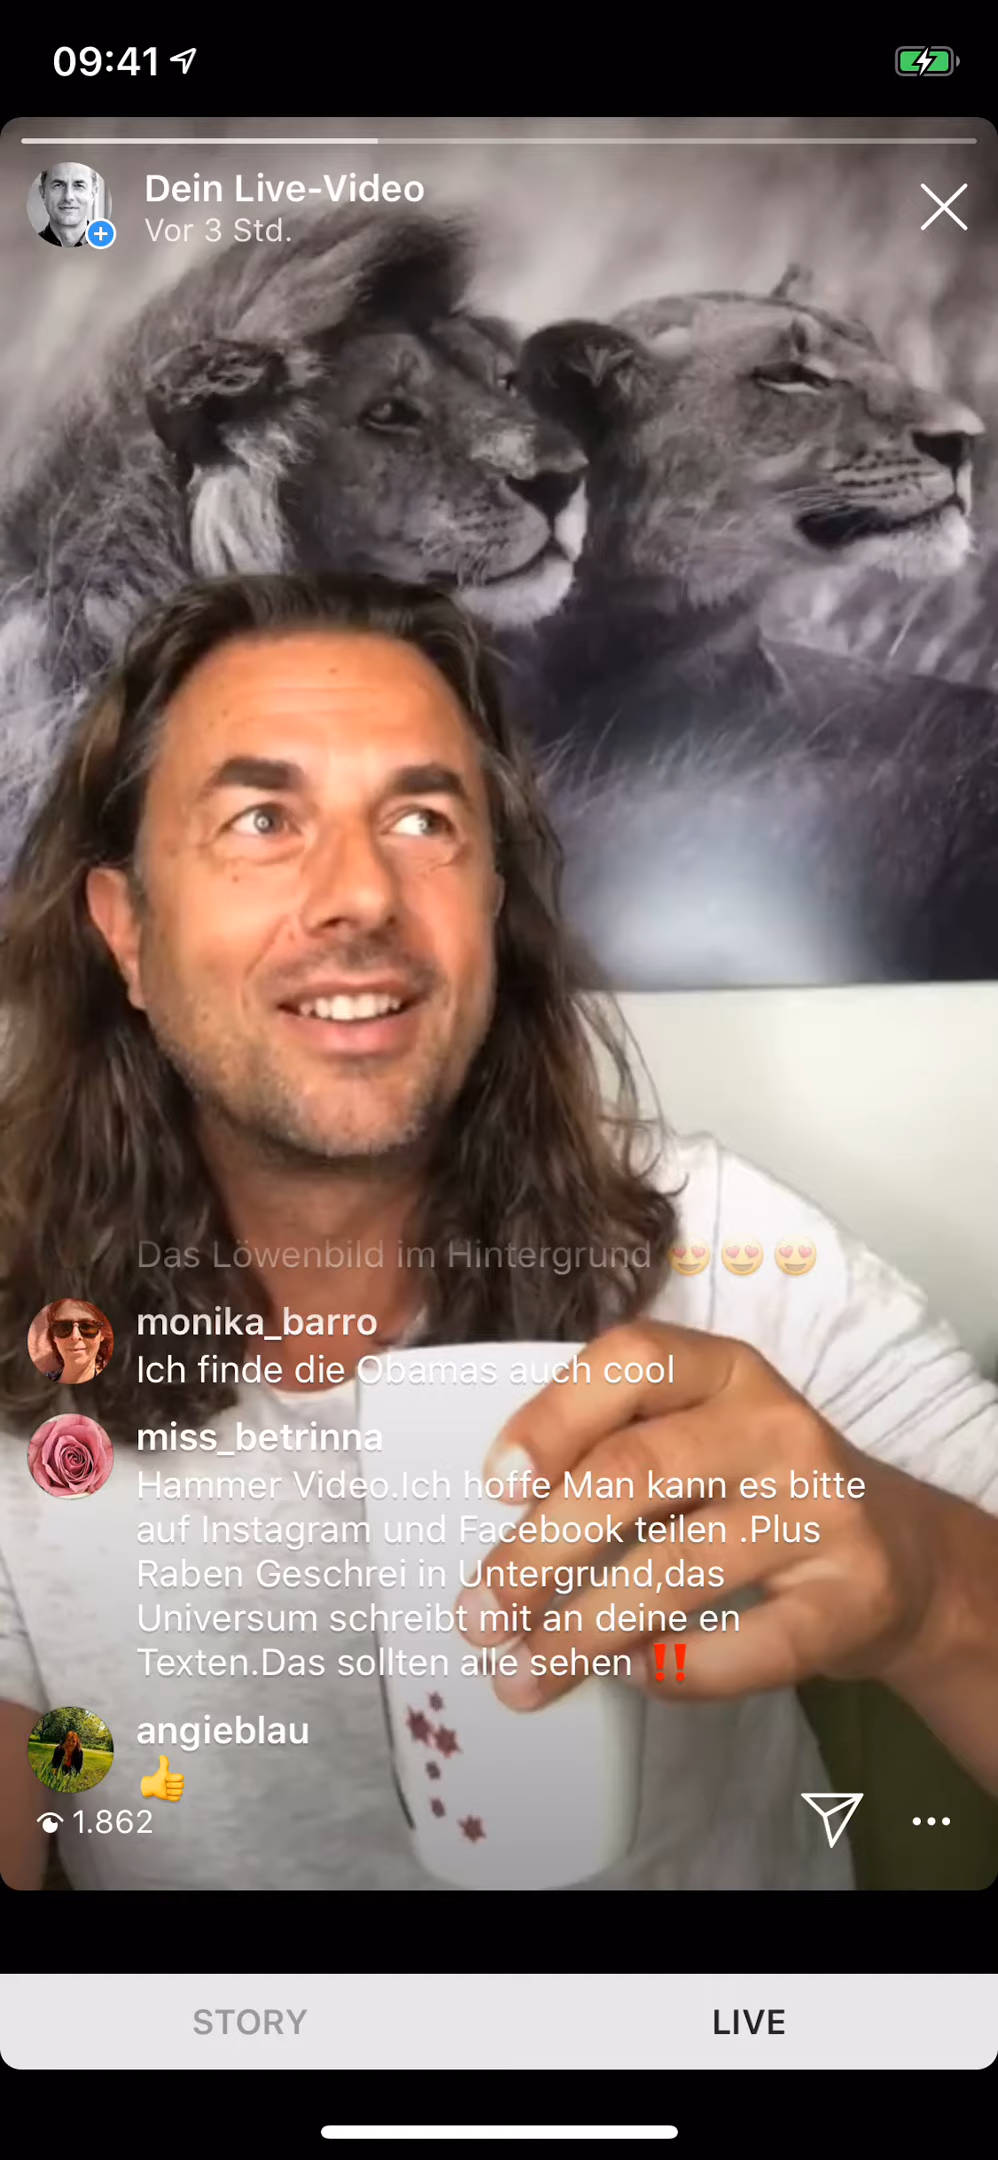 09:41
Dein Live-Video
Vor 3 Std.
Das Löwenbild im Hintergrund 😍😍😍
monika_barro
Ich finde die Obamas auch cool
miss_betrinna
Hammer Video.Ich hoffe Man kann es bitte
auf Instagram und Facebook teilen .Plus
Raben Geschrei in Untergrund,das
Universum schreibt mit an deine en
Texten.Das sollten alle sehen ‼️
angieblau
👍
1.862
STORY
LIVE